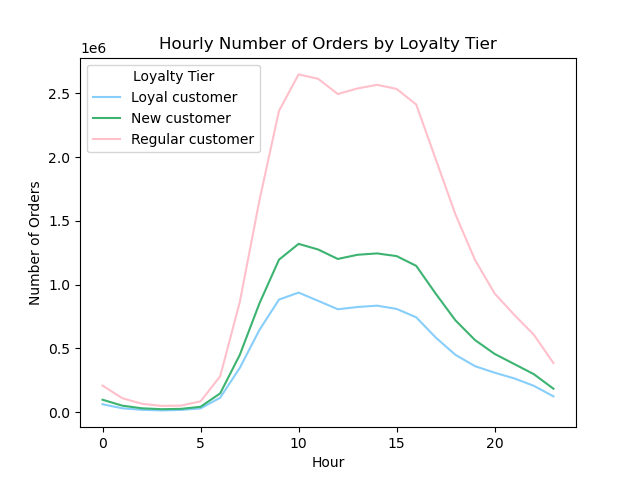 Hourly Number of Orders by Loyalty Tier
1e6
Loyalty Tier
Loyal customer
New customer
Regular customer
Number of Orders
2.5
2.0
1.5
1.0
0.5
0.0
0
5
10
15
20
Hour